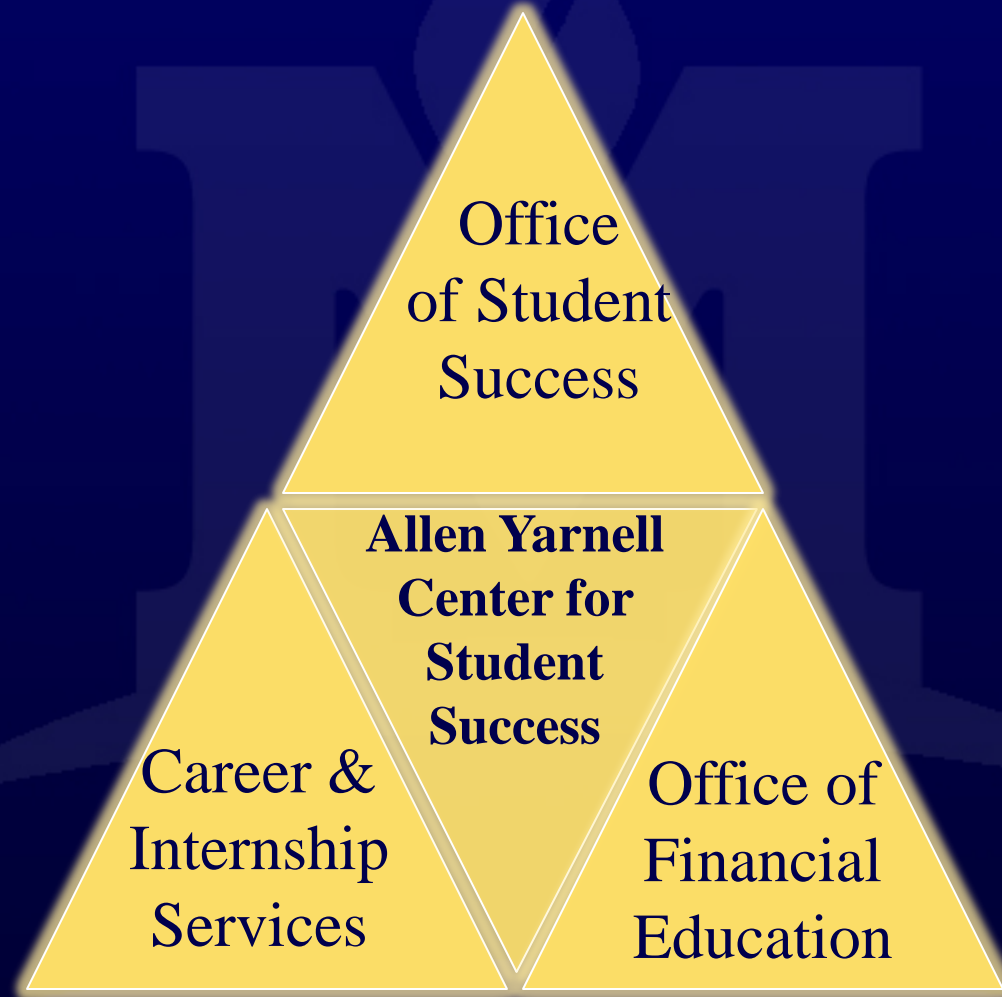 Office
of Student
Success
Allen Yarnell
Center for
Student
Success
Career &
Internship
Services
Office of
Financial
Education